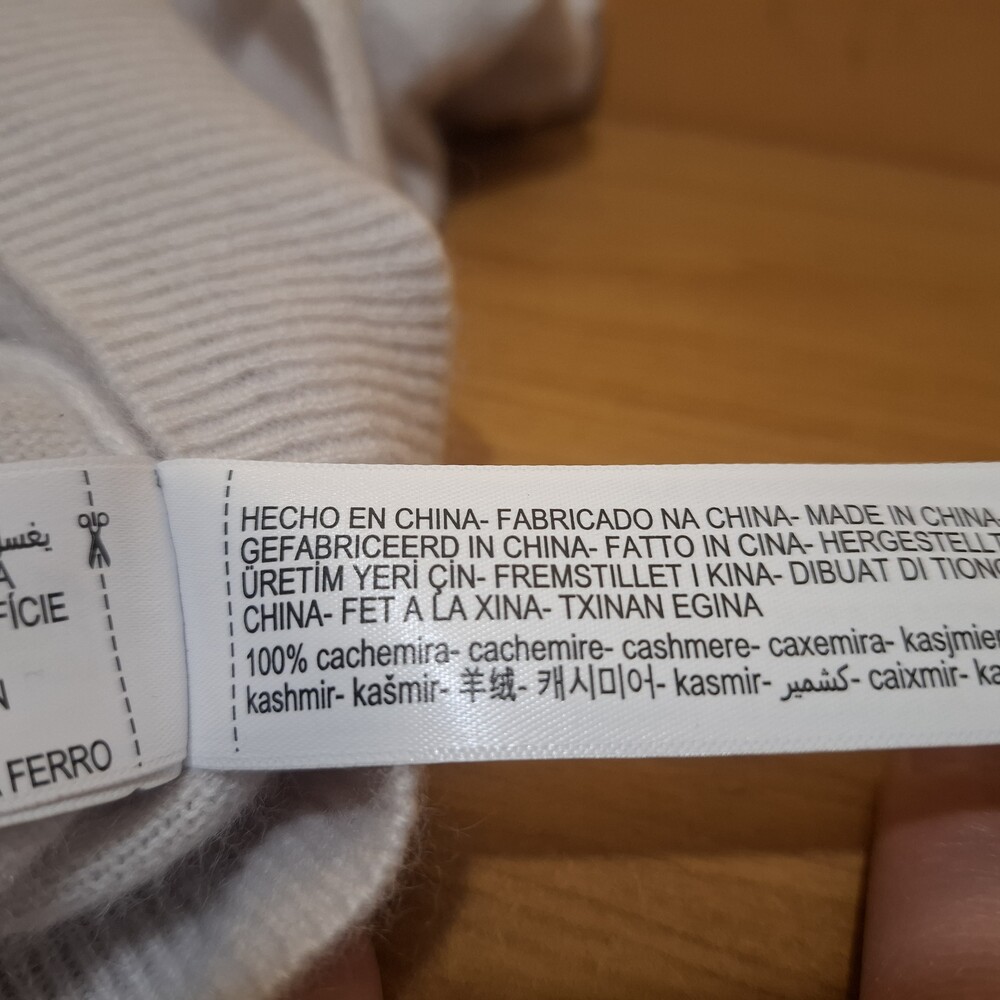 يغسل
FÍCIE
FERRO
HECHO EN CHINA- FABRICADO NA CHINA- MADE IN CHINA-
GEFABRICEERD IN CHINA- FATTO IN CINA- HERGESTELLT
ÜRETİM YERİ ÇİN- FREMSTILLET I KINA- DIBUAT DI TIONG
CHINA- FET A LA XINA- TXINAN EGINA
100% cachemira- cachemire- cashmere- caxemira- kasjmier
kashmir- kašmir- 羊绒- 캐시미어- kasmir- كشمير- caixmir- ka